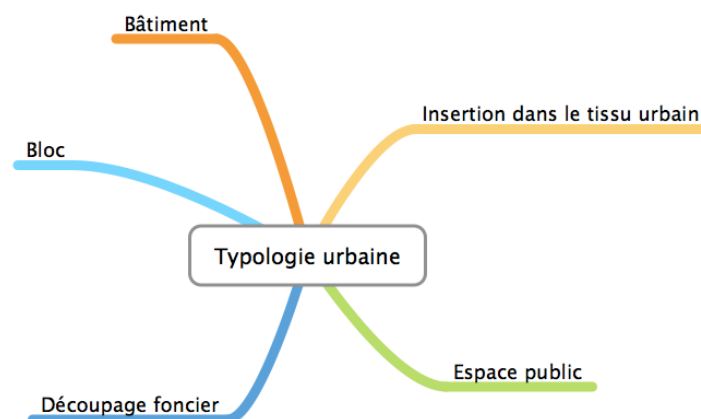 Bâtiment
Insertion dans le tissu urbain
Bloc
Typologie urbaine
Espace public
Découpage foncier